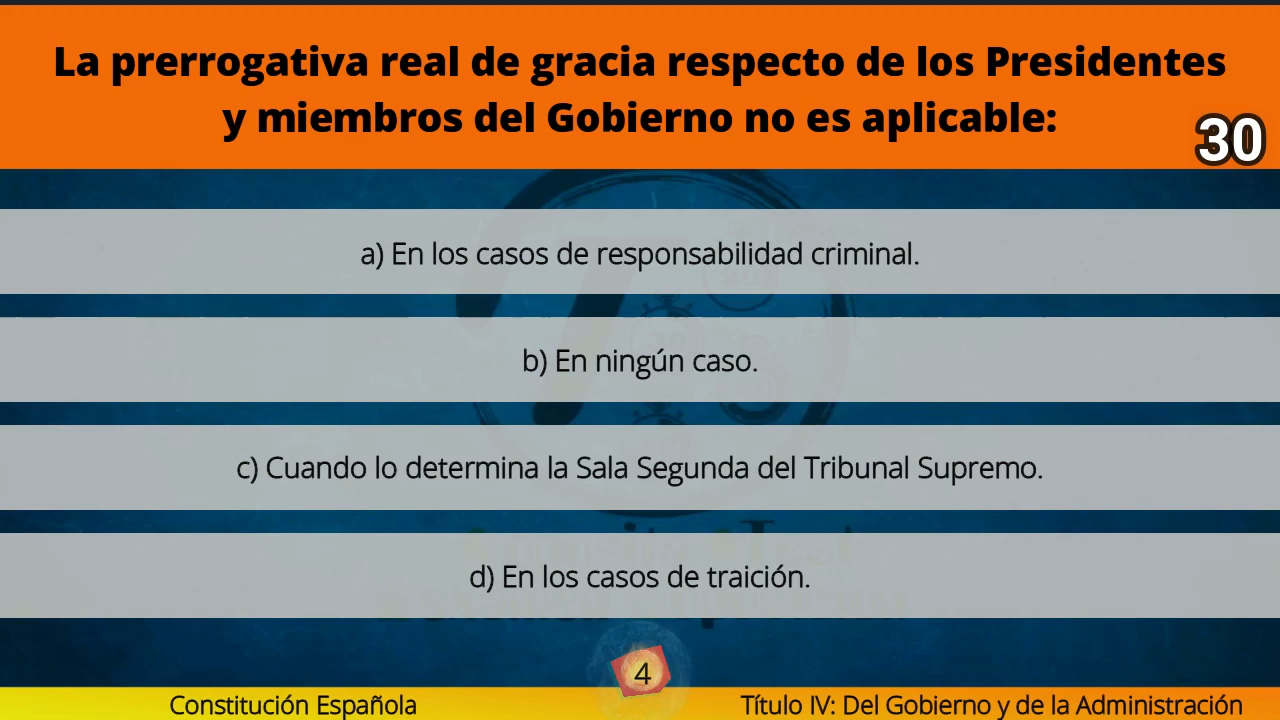 La prerrogativa real de gracia respecto de los Presidentes
y miembros del Gobierno no es aplicable:
30
a) En los casos de responsabilidad criminal.
b) En ningún caso.
c) Cuando lo determina la Sala Segunda del Tribunal Supremo.
d) En los casos de traición.
4
Constitución Española
Título IV: Del Gobierno y de la Administración